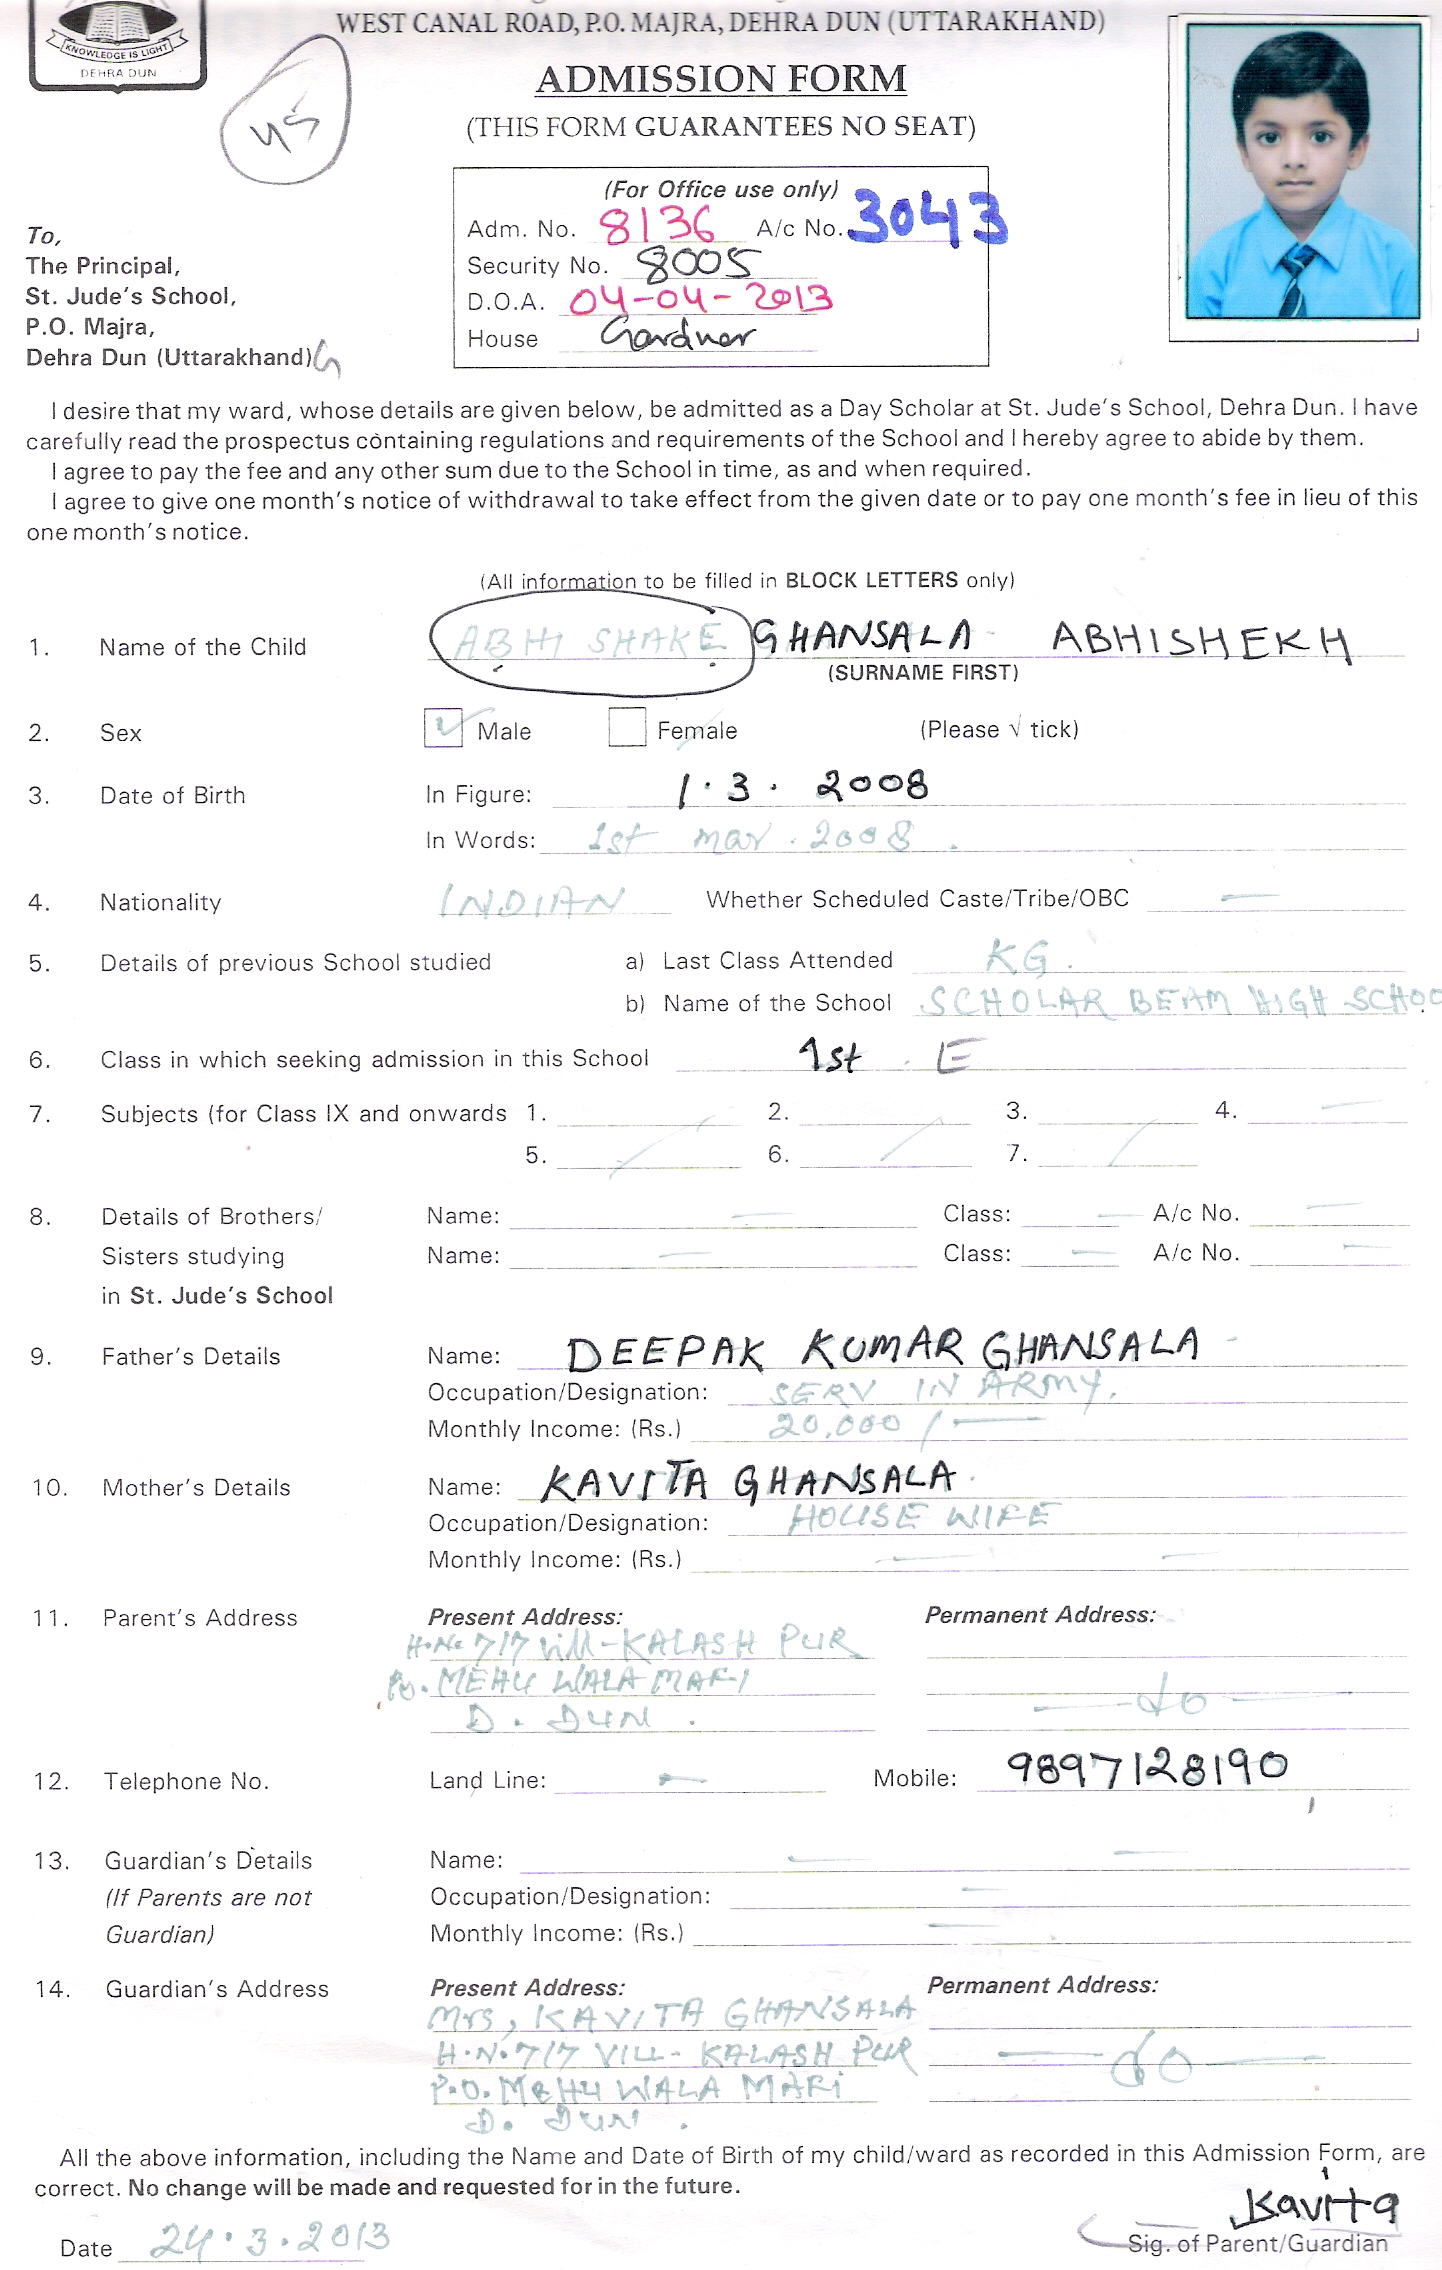 KNOWLEDGE IS LIGHT
DEHRA DUN
WEST CANAL ROAD, P.O. MAJRA, DEHRA DUN (UTTARAKHAND)
ADMISSION FORM
(THIS FORM GUARANTEES NO SEAT)
45
(For Office use only)
Adm. No. 8136 A/c No. 3043
Security No. 8005
D.O.A. 04-04-2013
House Gardner
To,
The Principal,
St. Jude's School,
P.O. Majra,
Dehra Dun (Uttarakhand) G
I desire that my ward, whose details are given below, be admitted as a Day Scholar at St. Jude's School, Dehra Dun. I have
carefully read the prospectus containing regulations and requirements of the School and I hereby agree to abide by them.
I agree to pay the fee and any other sum due to the School in time, as and when required.
I agree to give one month's notice of withdrawal to take effect from the given date or to pay one month's fee in lieu of this
one month's notice.
(All information to be filled in BLOCK LETTERS only)
1. Name of the Child ABHI SHAKE GHANSALA ABHISHEKH
(SURNAME FIRST)
2. Sex ✓ Male Female (Please √ tick)
3. Date of Birth In Figure: 1.3.2008
In Words: 1st mar. 2008.
4. Nationality INDIAN Whether Scheduled Caste/Tribe/OBC —
5. Details of previous School studied a) Last Class Attended KG.
b) Name of the School SCHOLAR BEAM HIGH SCHOO
6. Class in which seeking admission in this School 1st E
7. Subjects (for Class IX and onwards 1. 2. 3. 4. —
5. 6. 7.
8. Details of Brothers/ Name: — Class: — A/c No. —
Sisters studying Name: — Class: — A/c No. —
in St. Jude's School
9. Father's Details Name: DEEPAK KUMAR GHANSALA
Occupation/Designation: SERV IN ARMY.
Monthly Income: (Rs.) 20,000/—
10. Mother's Details Name: KAVITA GHANSALA
Occupation/Designation: HOUSE WIFE
Monthly Income: (Rs.) — —
11. Parent's Address Present Address: Permanent Address:
H.No 717 vill-KALASH PUR
Po. MEHU WALA MAFI — do —
D. DUN.
12. Telephone No. Land Line: — Mobile: 9897128190
13. Guardian's Details Name: — —
(If Parents are not Occupation/Designation: —
Guardian) Monthly Income: (Rs.) —
14. Guardian's Address Present Address: Permanent Address:
Mrs, KAVITA GHANSALA
H.N.717 VILL- KALASH PUR — do —
P.O. MEHU WALA MAFI
D. DUN.
All the above information, including the Name and Date of Birth of my child/ward as recorded in this Admission Form, are
correct. No change will be made and requested for in the future.
Kavita
Date 24.3.2013 Sig. of Parent/Guardian